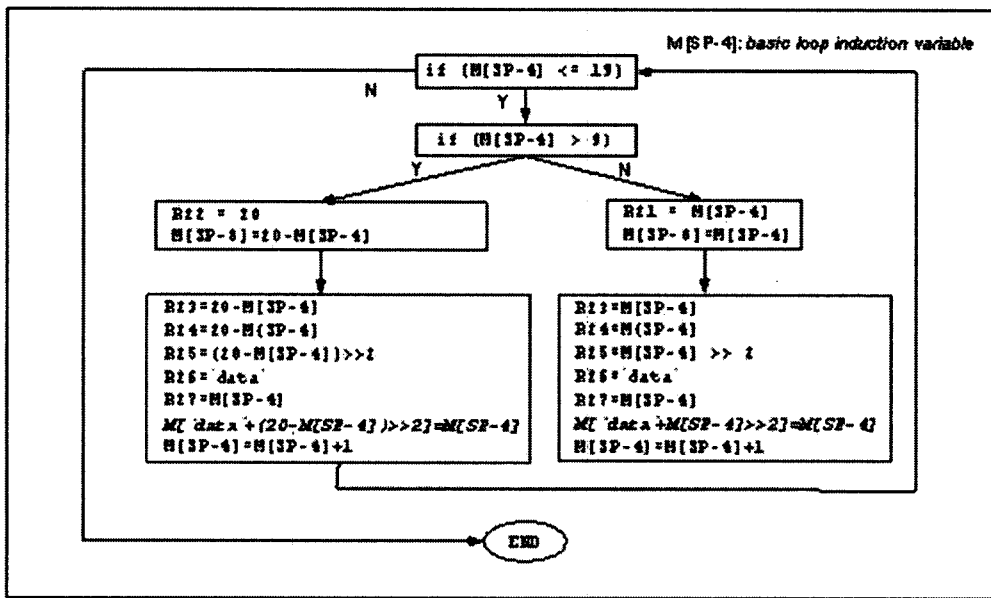 M[SP-4]: basic loop induction variable
if (M[SP-4] <= 19)
N
Y
if (M[SP-4] > 9)
Y
N
R22 = 20
M[SP-8]=20-M[SP-4]
R21 = M[SP-4]
M[SP-8]=M[SP-4]
R23=20-M[SP-4]
R24=20-M[SP-4]
R25=(20-M[SP-4])>>2
R26='data'
R27=M[SP-4]
M['data'+(20-M[SP-4])>>2]=M[SP-4]
M[SP-4]=M[SP-4]+1
R23=M[SP-4]
R24=M[SP-4]
R25=M[SP-4] >> 2
R26='data'
R27=M[SP-4]
M['data+M[SP-4]>>2]=M[SP-4]
M[SP-4]=M[SP-4]+1
END